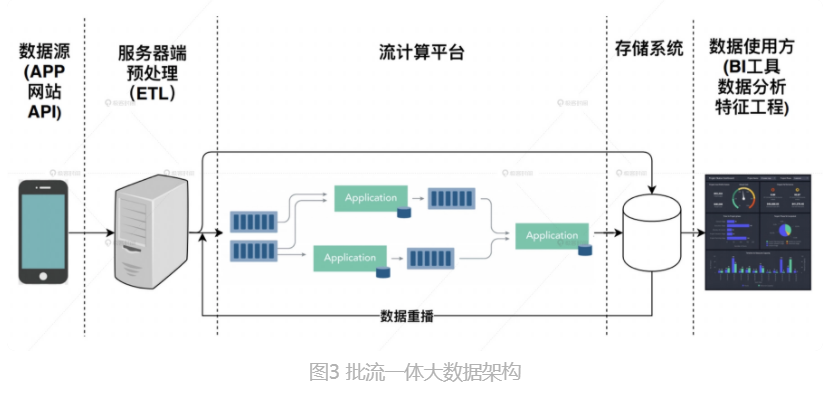 数据源
(APP
网站
API)
服务器端
预处理
（ETL）
流计算平台
存储系统
数据使用方
(BI工具
数据分析
特征工程)
Application
Application
Application
数据重播
图3 批流一体大数据架构